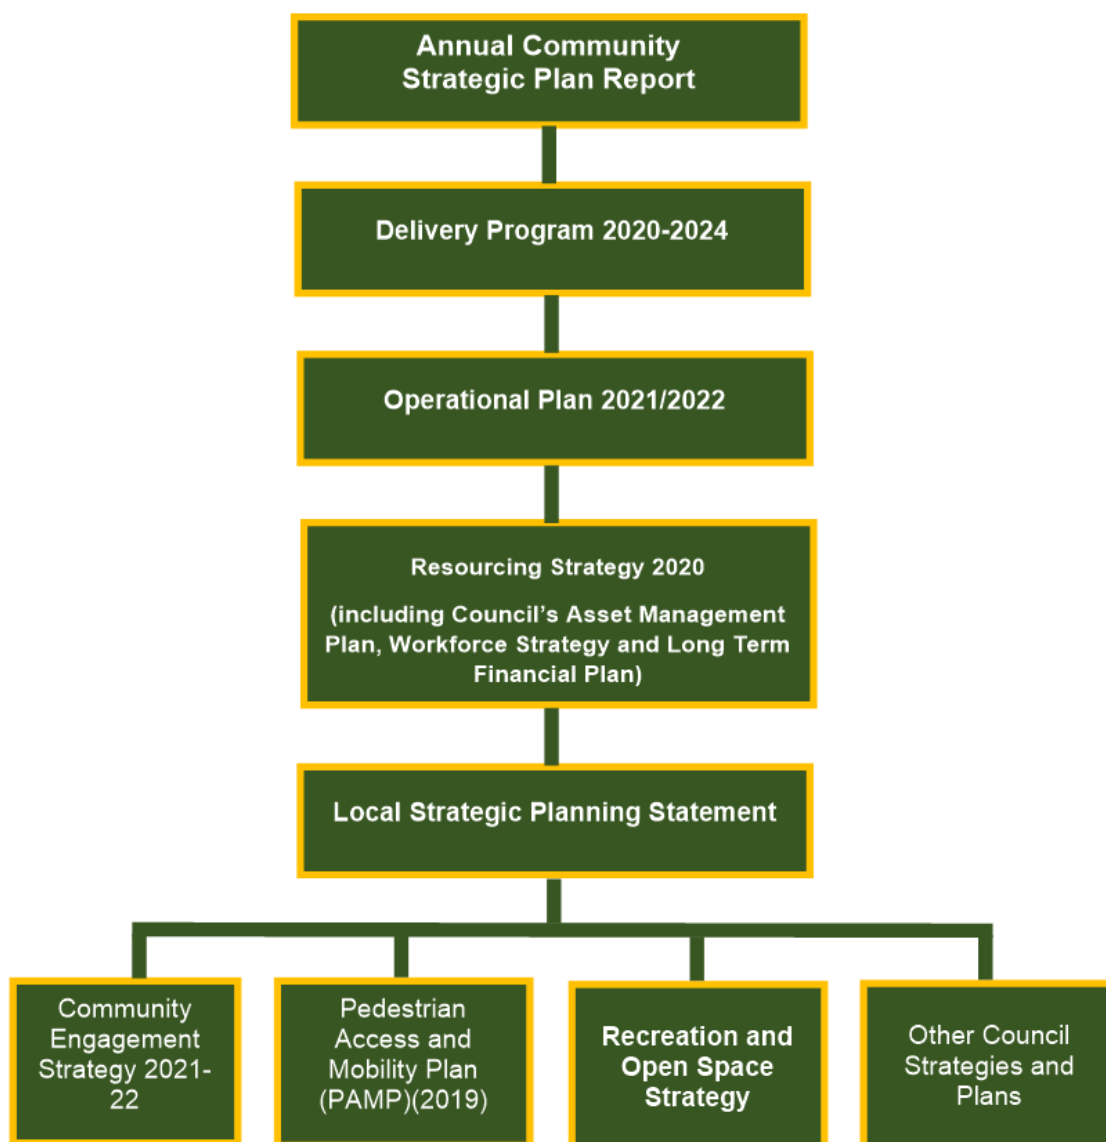 Annual Community
Strategic Plan Report
Delivery Program 2020-2024
Operational Plan 2021/2022
Resourcing Strategy 2020
(including Council's Asset Management
Plan, Workforce Strategy and Long Term
Financial Plan)
Local Strategic Planning Statement
Community
Engagement
Strategy 2021-
22
Pedestrian
Access and
Mobility Plan
(PAMP)(2019)
Recreation and
Open Space
Strategy
Other Council
Strategies and
Plans